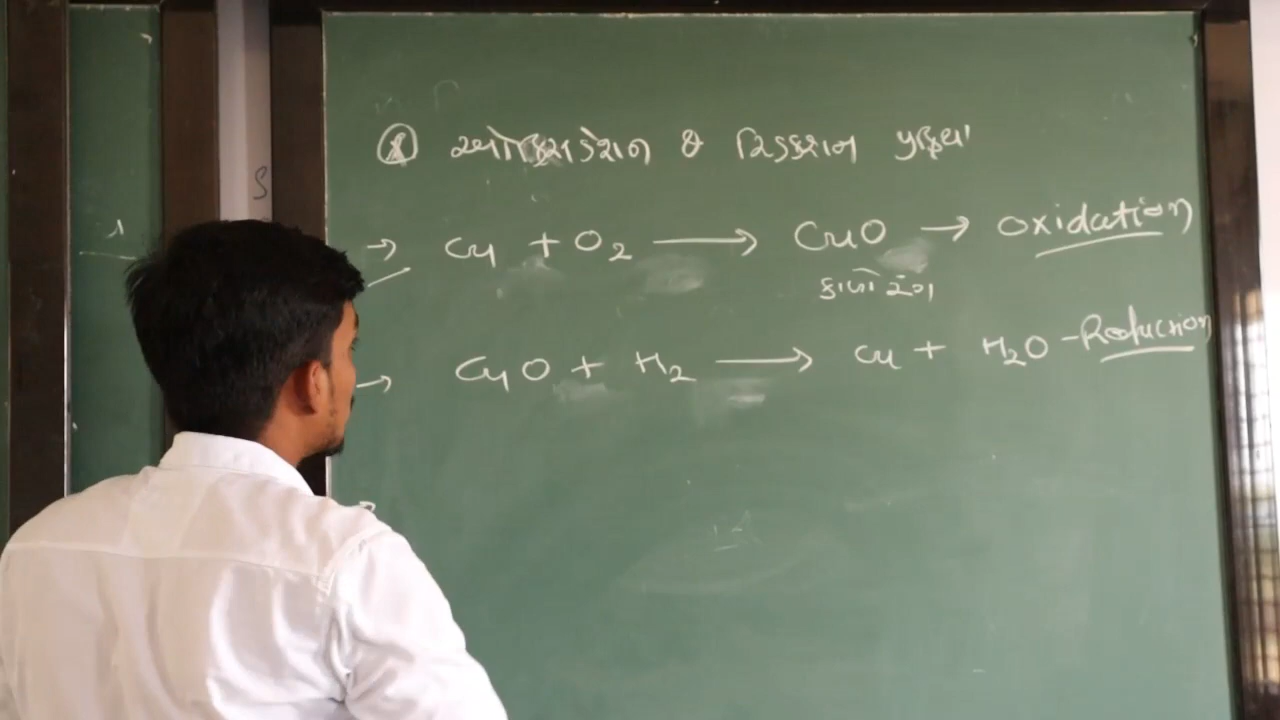 ઓક્સિડેશન & રિડક્શન પ્રક્રિયા
→ Cu + O₂ ⟶ CuO → Oxidation
કાળો રંગ
→ CuO + H₂ ⟶ Cu + H₂O - Reduction